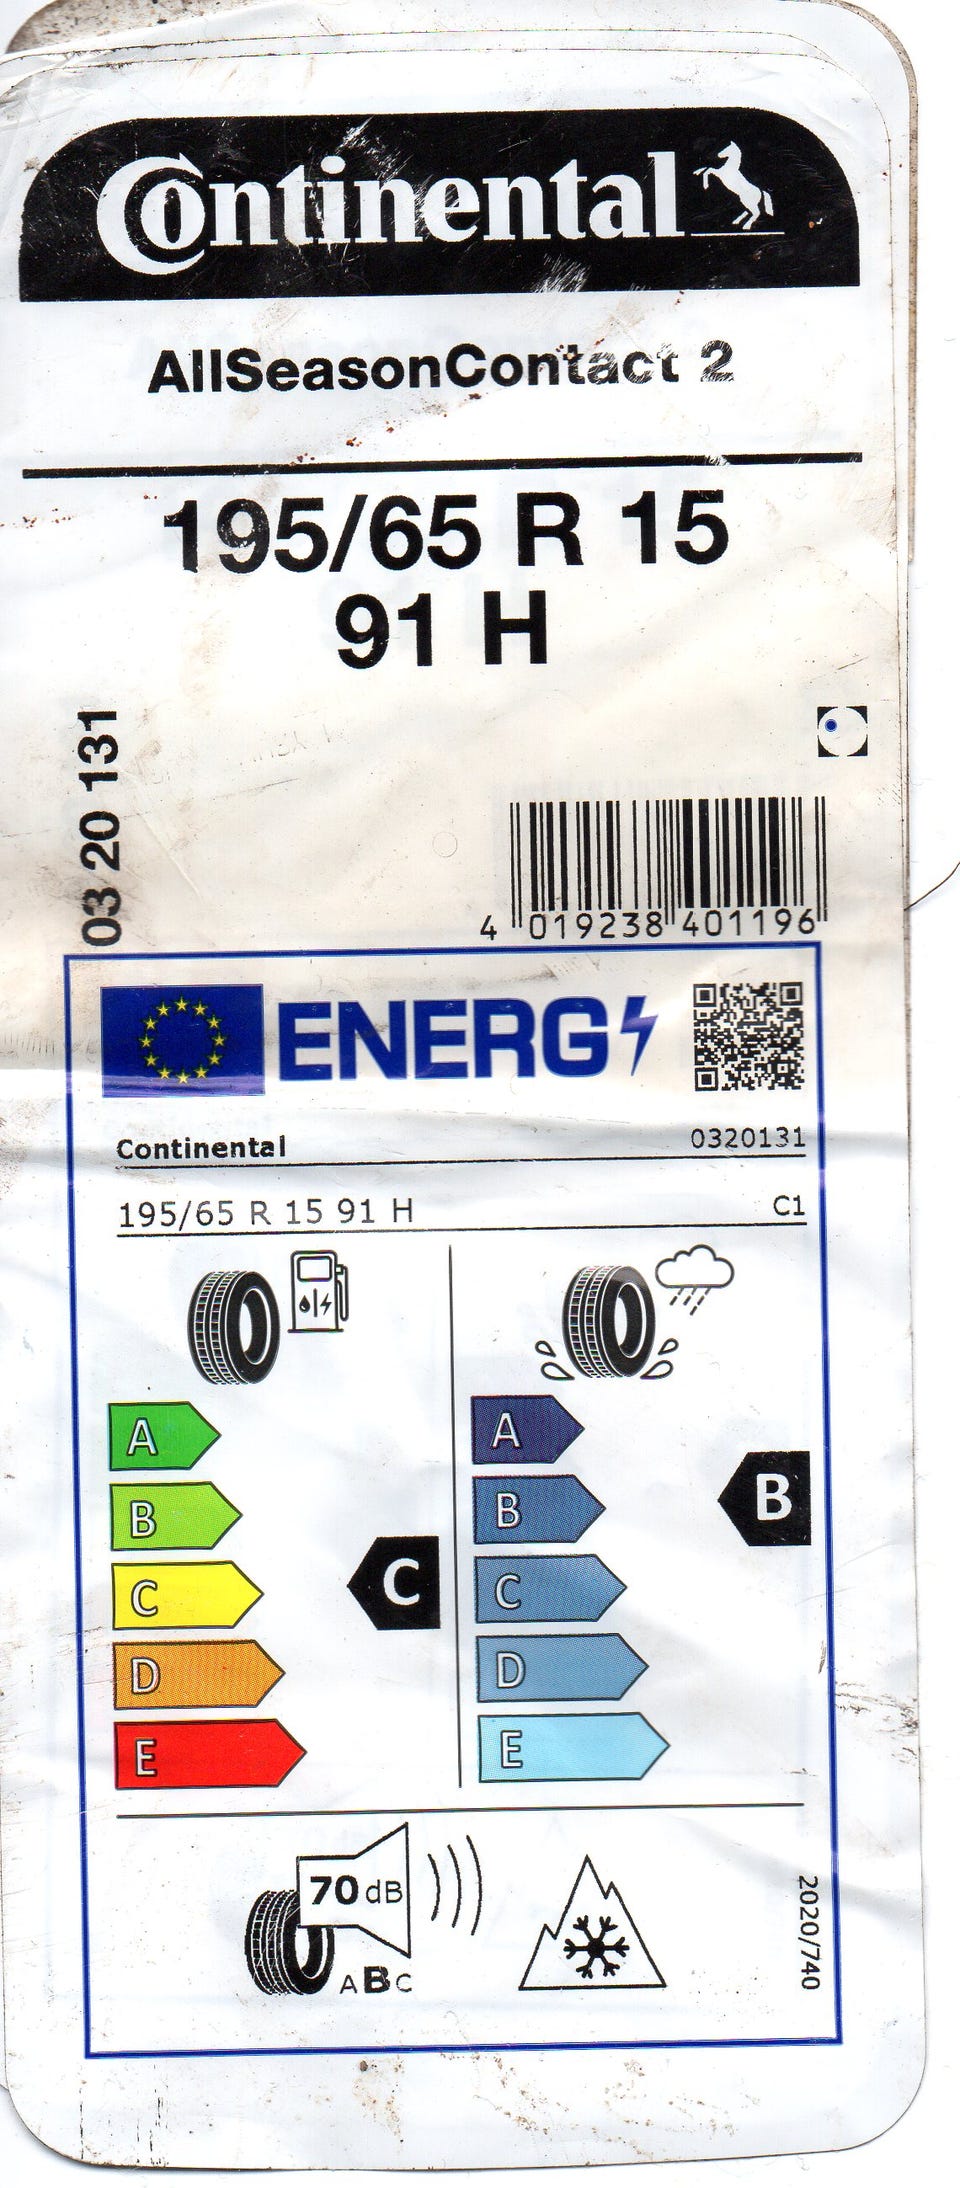 Continental
AllSeasonContact 2
195/65 R 15
91 H
03 20 131
4 019238 401196
ENERG
Continental 0320131
195/65 R 15 91 H C1
A A
B B B
C C C
D D
E E
70 dB
ABC
2020/740